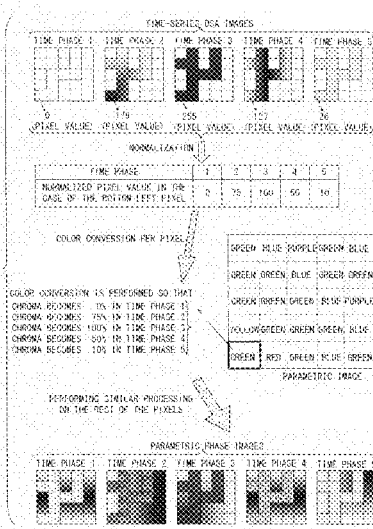 TIME-SERIES DSA IMAGES
TIME PHASE 1 TIME PHASE 2 TIME PHASE 3 TIME PHASE 4 TIME PHASE 5
0 179 255 127 26
(PIXEL VALUE) (PIXEL VALUE) (PIXEL VALUE) (PIXEL VALUE) (PIXEL VALUE)
NORMALIZATION
TIME PHASE 1 2 3 4 5
NORMALIZED PIXEL VALUE IN THE
CASE OF THE BOTTOM LEFT PIXEL
0 75 100 50 10
COLOR CONVERSION PER PIXEL
GREEN BLUE PURPLE GREEN BLUE
GREEN GREEN BLUE GREEN GREEN
GREEN GREEN GREEN BLUE PURPLE
YELLOW GREEN GREEN GREEN BLUE
GREEN RED GREEN BLUE GREEN
PARAMETRIC IMAGE
COLOR CONVERSION IS PERFORMED SO THAT
CHROMA BECOMES 0% IN TIME PHASE 1
CHROMA BECOMES 75% IN TIME PHASE 2
CHROMA BECOMES 100% IN TIME PHASE 3
CHROMA BECOMES 50% IN TIME PHASE 4
CHROMA BECOMES 10% IN TIME PHASE 5
PERFORMING SIMILAR PROCESSING
ON THE REST OF THE PIXELS
PARAMETRIC PHASE IMAGES
TIME PHASE 1 TIME PHASE 2 TIME PHASE 3 TIME PHASE 4 TIME PHASE 5